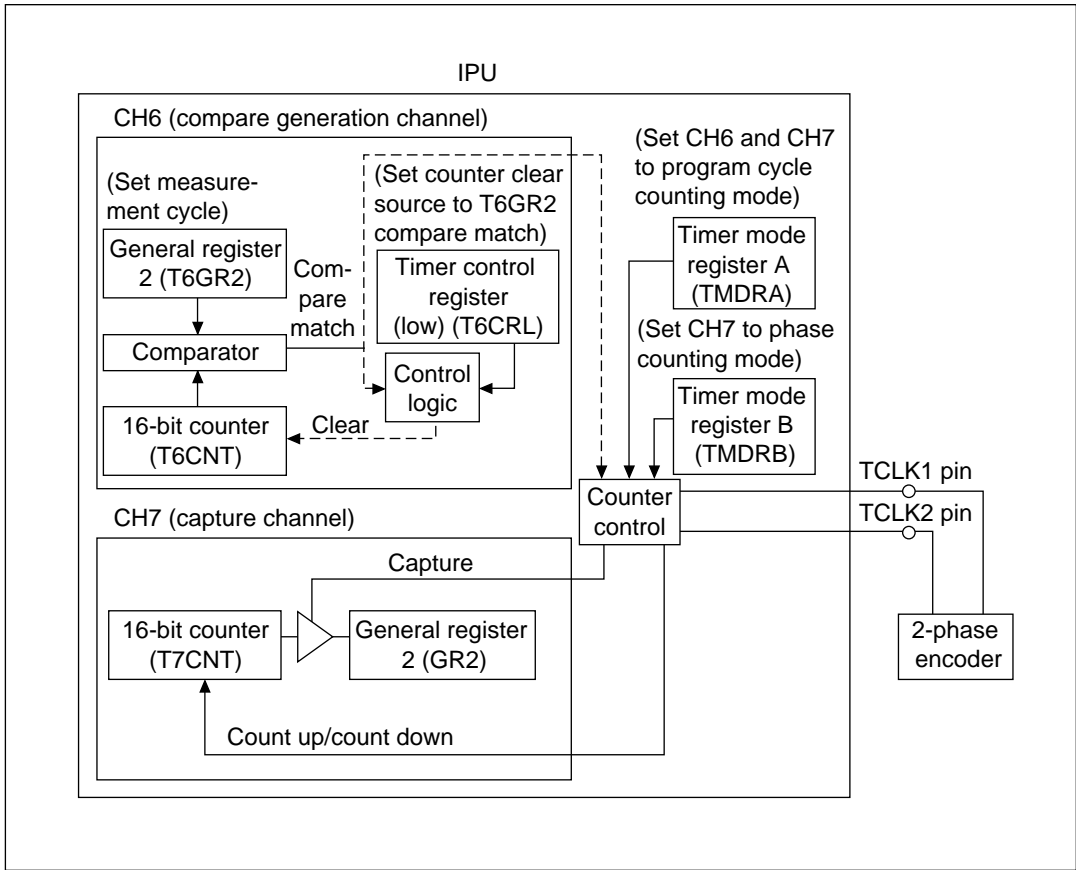 IPU
CH6 (compare generation channel)
(Set measure-
ment cycle)
General register
2 (T6GR2)
Comparator
16-bit counter
(T6CNT)
Com-
pare
match
(Set counter clear
source to T6GR2
compare match)
Timer control
register
(low) (T6CRL)
Control
logic
Clear
(Set CH6 and CH7
to program cycle
counting mode)
Timer mode
register A
(TMDRA)
(Set CH7 to phase
counting mode)
Timer mode
register B
(TMDRB)
Counter
control
TCLK1 pin
TCLK2 pin
2-phase
encoder
CH7 (capture channel)
Capture
16-bit counter
(T7CNT)
General register
2 (GR2)
Count up/count down